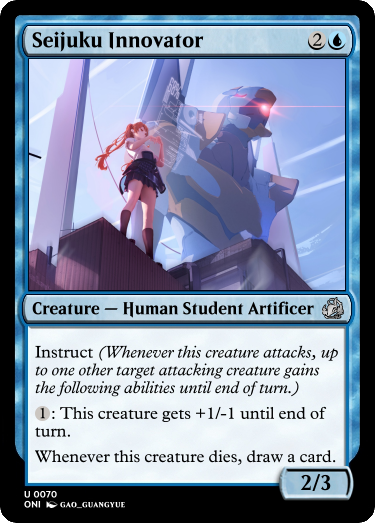 Seijuku Innovator 2
Creature — Human Student Artificer
Instruct (Whenever this creature attacks, up
to one other target attacking creature gains
the following abilities until end of turn.)
1: This creature gets +1/-1 until end of
turn.
Whenever this creature dies, draw a card.
2/3
U 0070
ONI GAO_GUANGYUE